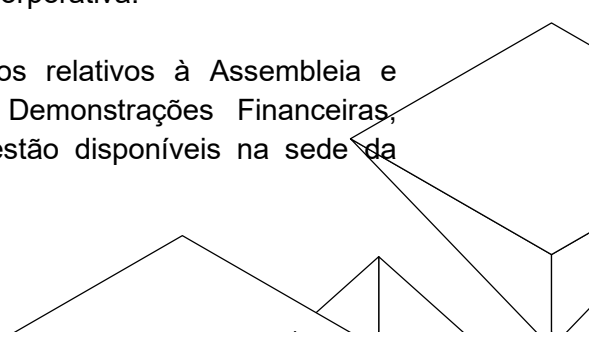 os relativos à Assembleia e
Demonstrações Financeiras,
estão disponíveis na sede da